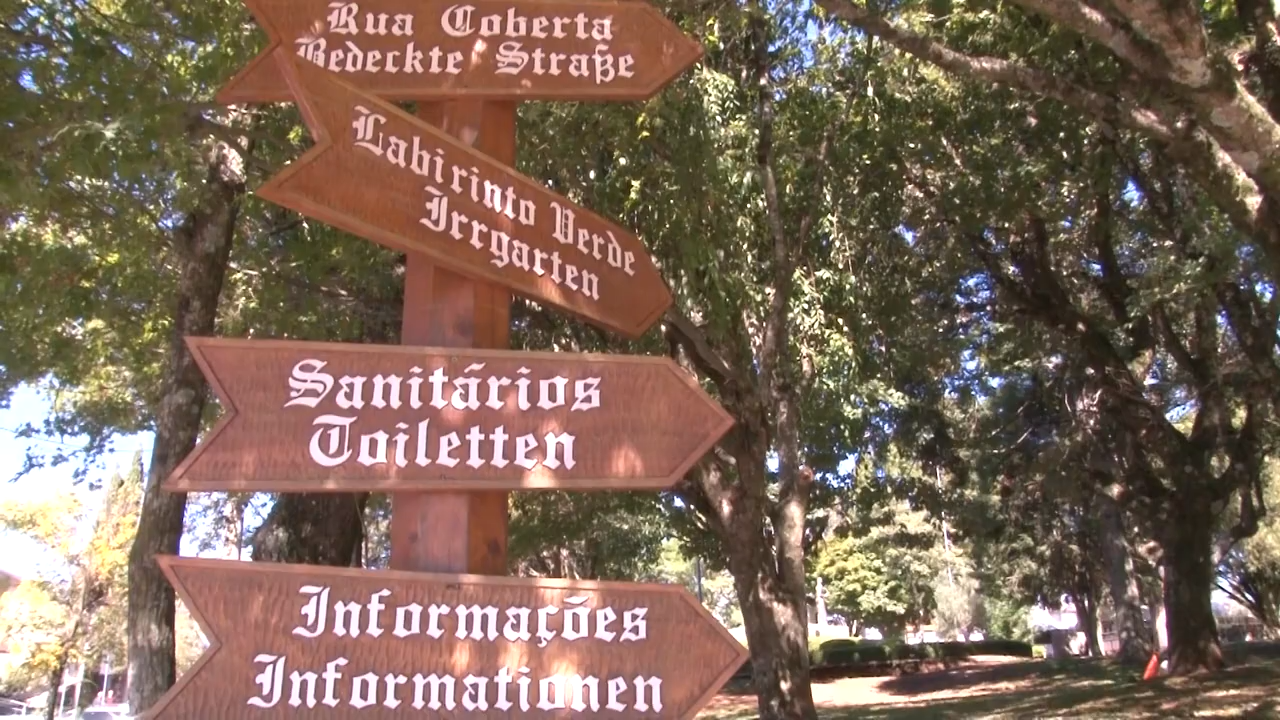 Rua Coberta
Bedeckte Straße
Labirinto Verde
Irrgarten
Sanitários
Toiletten
Informações
Informationen